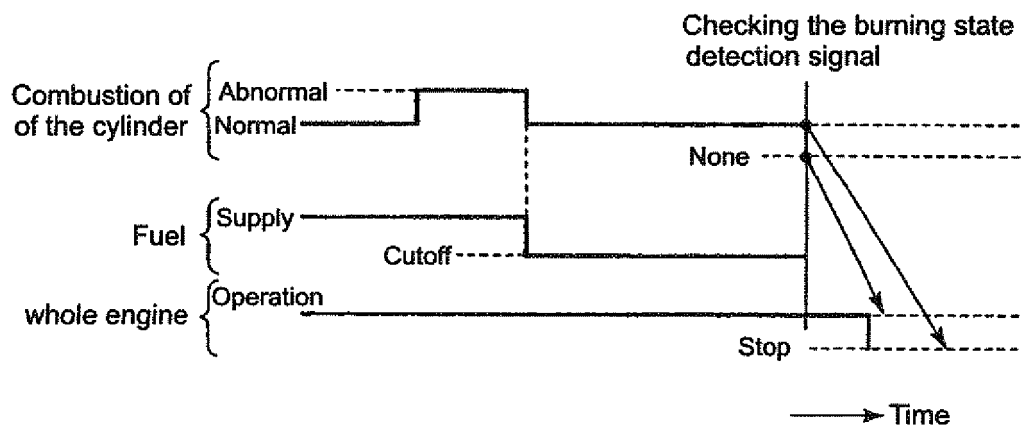 Checking the burning state
detection signal
Combustion of
of the cylinder
Abnormal
Normal
None
Fuel
Supply
Cutoff
whole engine
Operation
Stop
Time